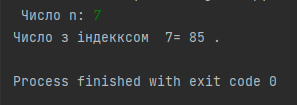 Число n: 7
Число з індекксом  7= 85 .
Process finished with exit code 0